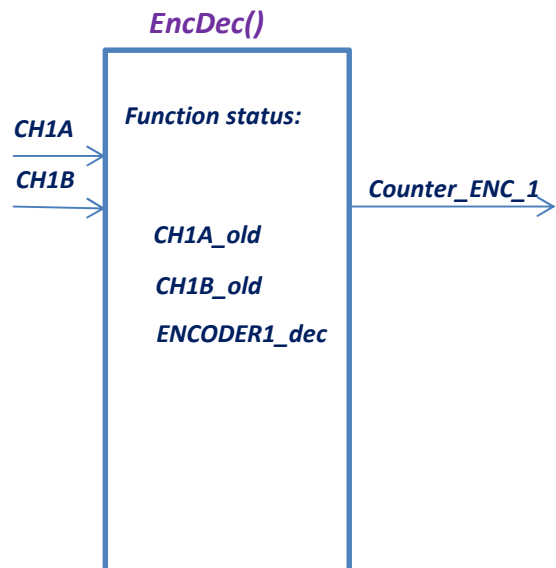 EncDec()
Function status:
CH1A
CH1B
Counter_ENC_1
CH1A_old
CH1B_old
ENCODER1_dec